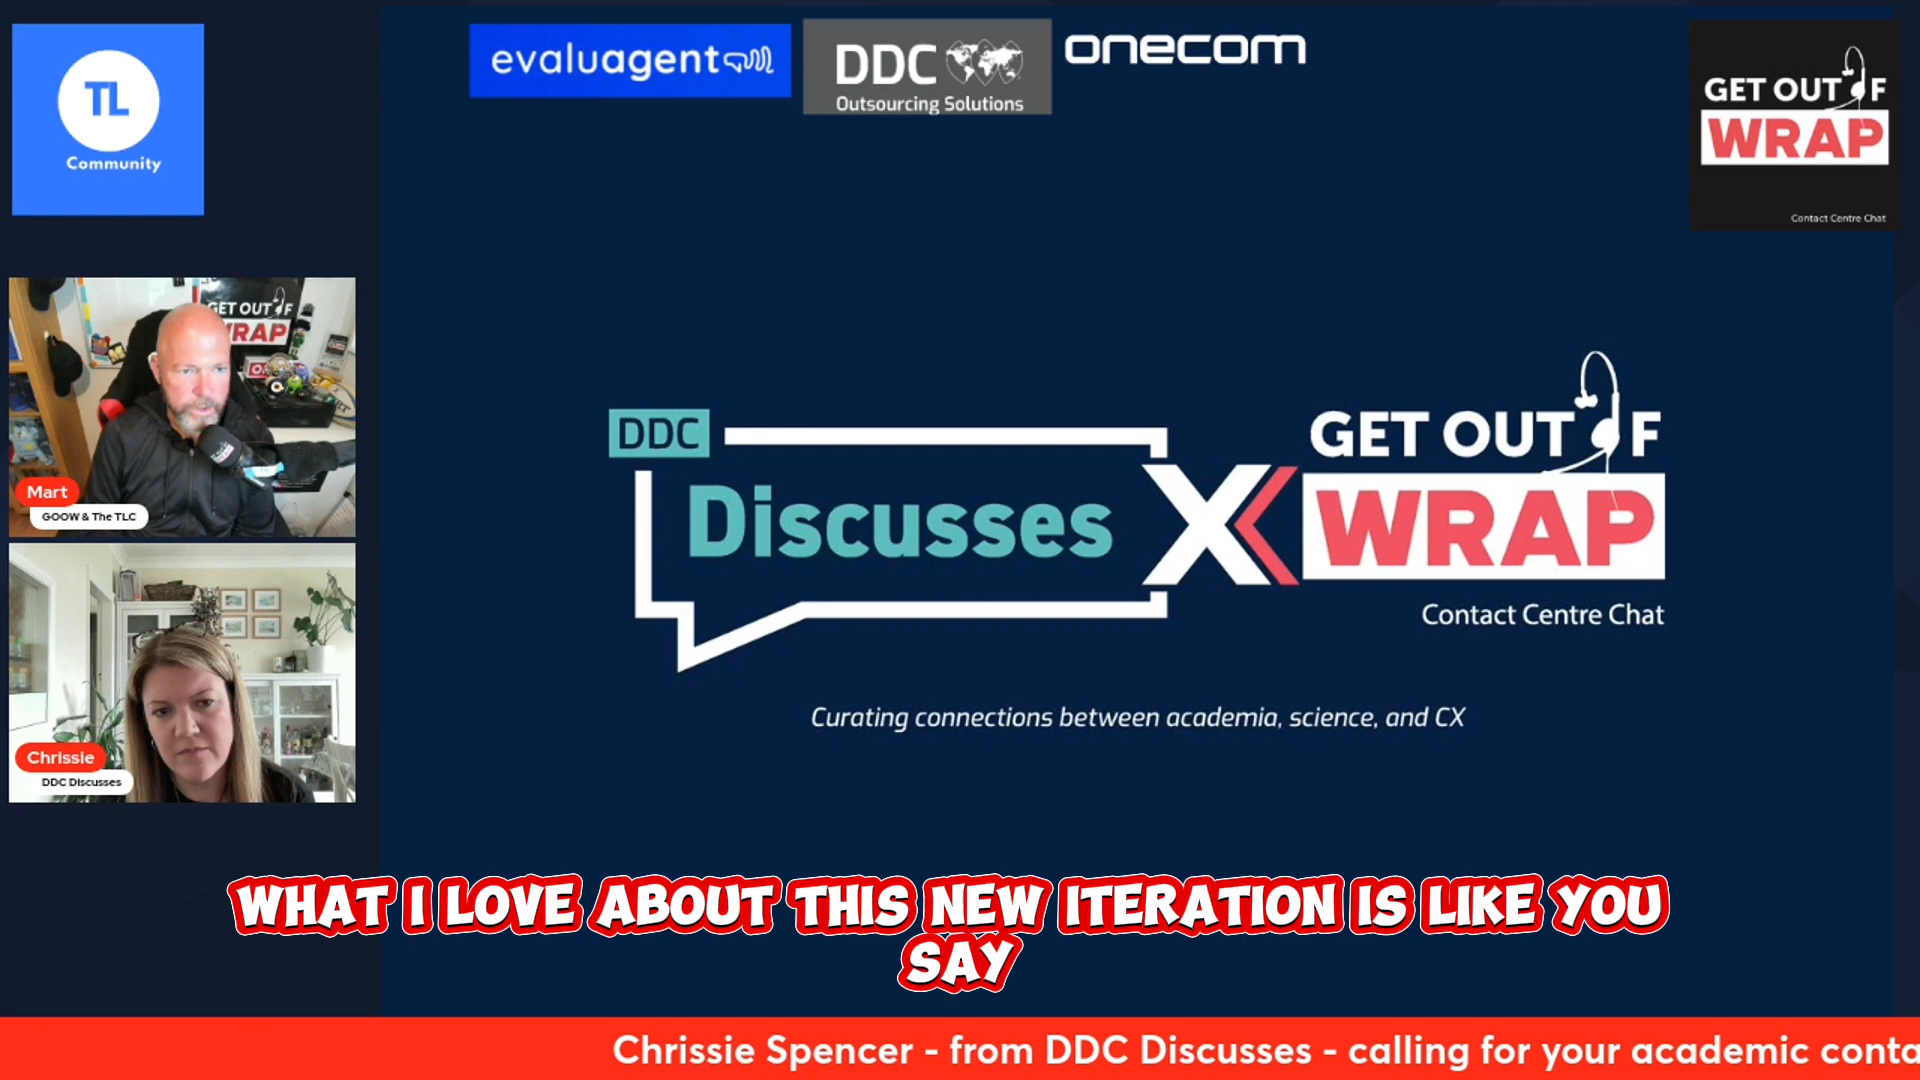 TL
Community
evaluagent
DDC
Outsourcing Solutions
onecom
GET OUT OF
WRAP
Contact Centre Chat
GET OUT OF
WRAP
Mart
GOOW & The TLC
Chrissie
DDC Discusses
DDC
Discusses
X
GET OUT OF
WRAP
Contact Centre Chat
Curating connections between academia, science, and CX
WHAT I LOVE ABOUT THIS NEW ITERATION IS LIKE YOU
SAY
Chrissie Spencer - from DDC Discusses - calling for your academic conta